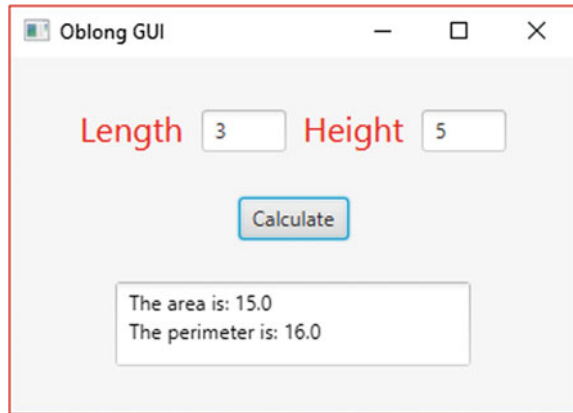 Oblong GUI
Length 3 Height 5
Calculate
The area is: 15.0
The perimeter is: 16.0